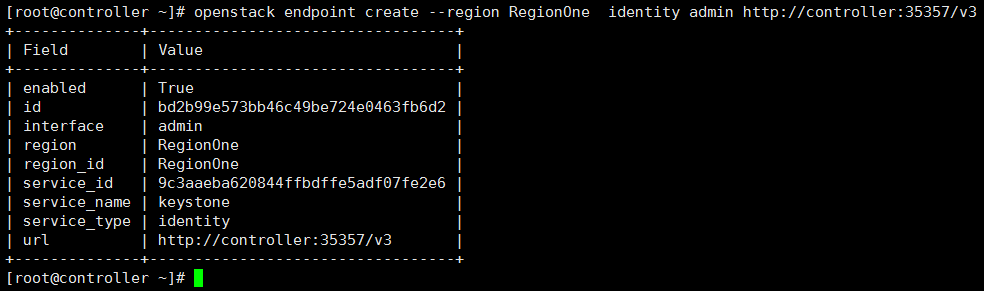 [root@controller ~]# openstack endpoint create --region RegionOne  identity admin http://controller:35357/v3
+--------------+----------------------------------+
| Field        | Value                            |
+--------------+----------------------------------+
| enabled      | True                             |
| id           | bd2b99e573bb46c49be724e0463fb6d2 |
| interface    | admin                            |
| region       | RegionOne                        |
| region_id    | RegionOne                        |
| service_id   | 9c3aaeba620844ffbdffe5adf07fe2e6 |
| service_name | keystone                         |
| service_type | identity                         |
| url          | http://controller:35357/v3       |
+--------------+----------------------------------+
[root@controller ~]#